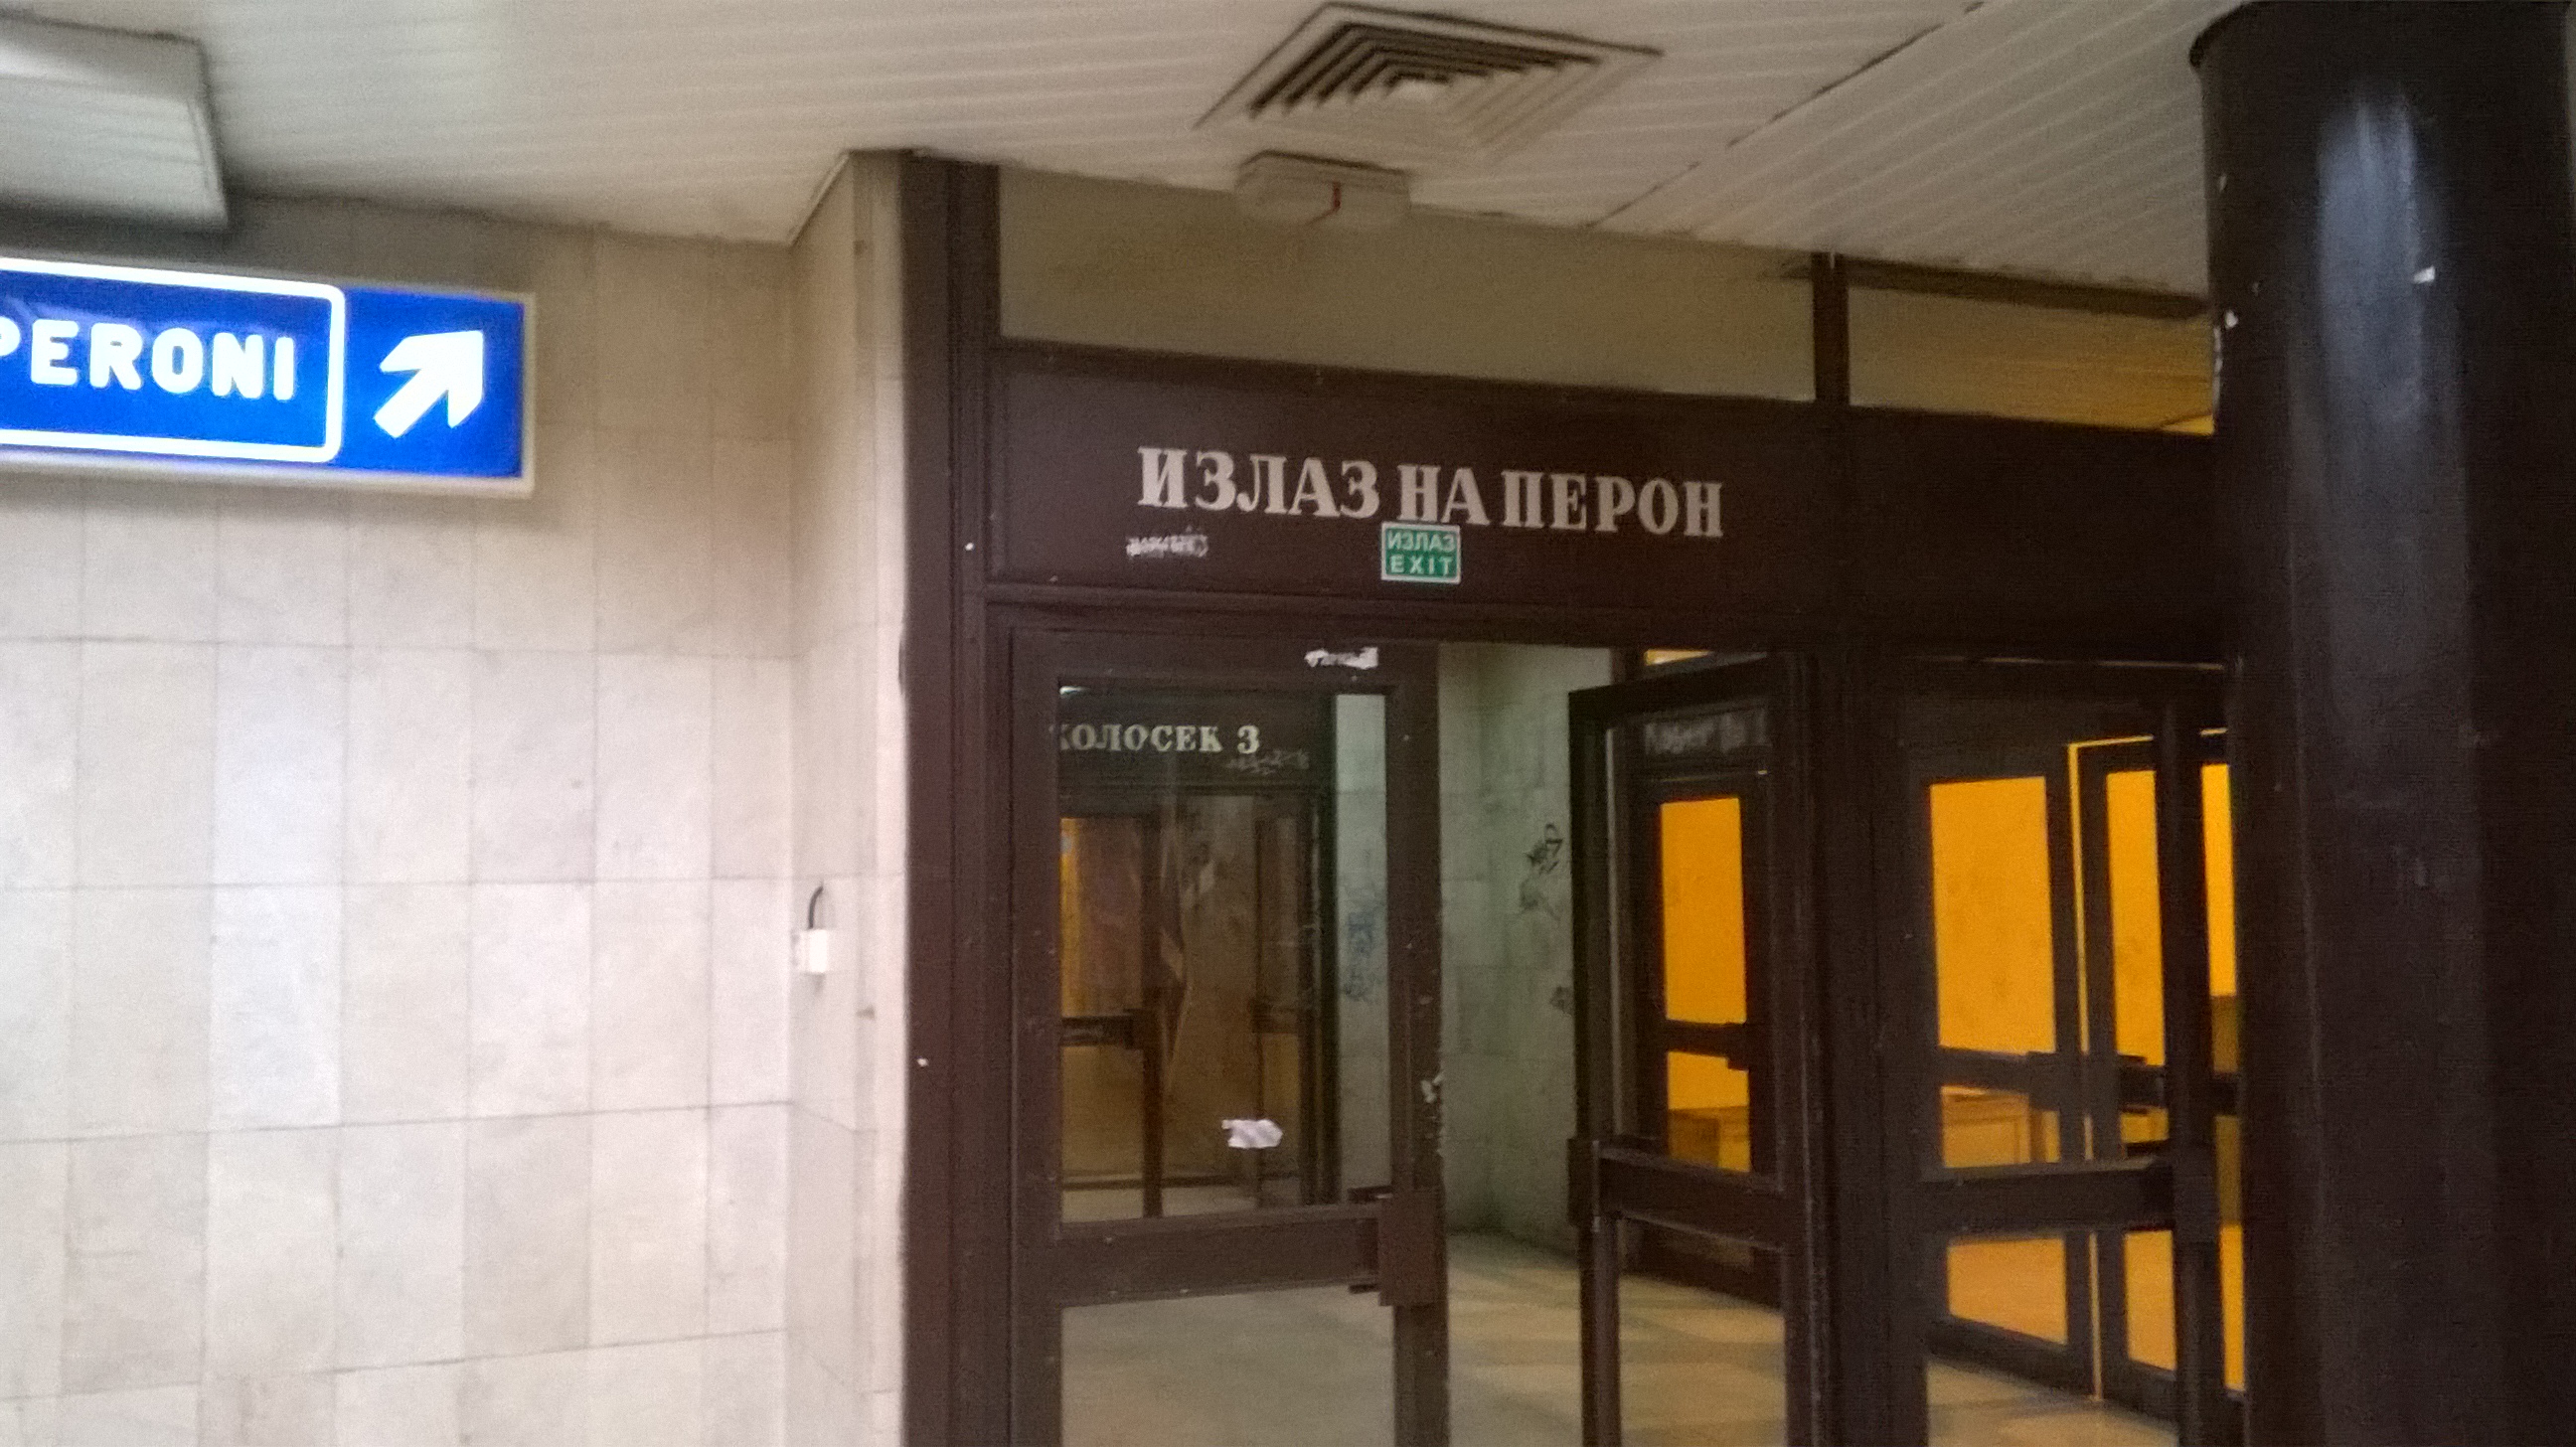 PERONI
ИЗЛАЗ НА ПЕРОН
ИЗЛАЗ
EXIT
КОЛОСЕК 3